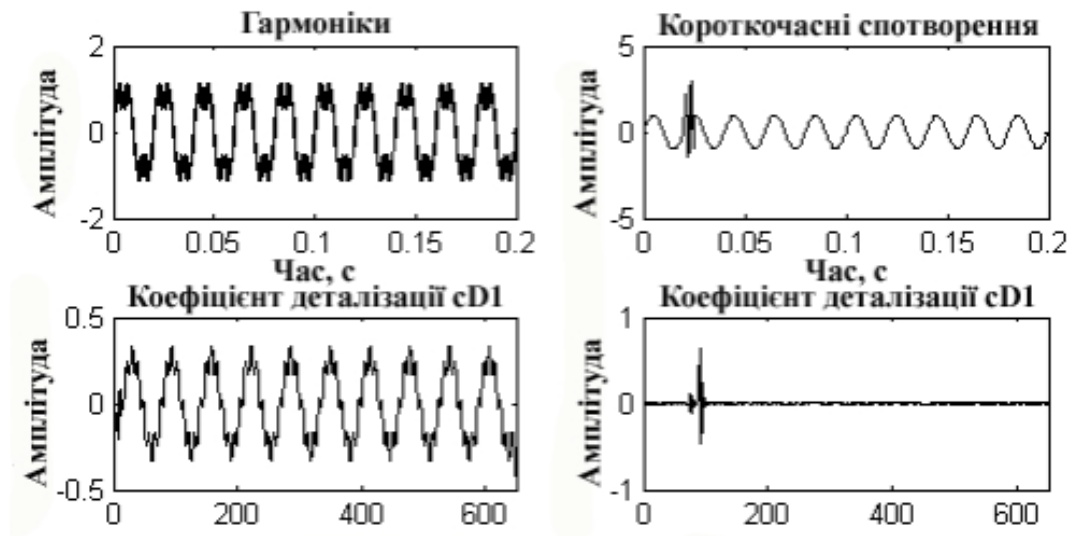 Гармоніки
Амплітуда
2
0
-2
0 0.05 0.1 0.15 0.2
Час, с
Короткочасні спотворення
Амплітуда
5
0
-5
0 0.05 0.1 0.15 0.2
Час, с
Коефіцієнт деталізації cD1
Амплітуда
0.5
0
-0.5
0 200 400 600
Коефіцієнт деталізації cD1
Амплітуда
1
0
-1
0 200 400 600